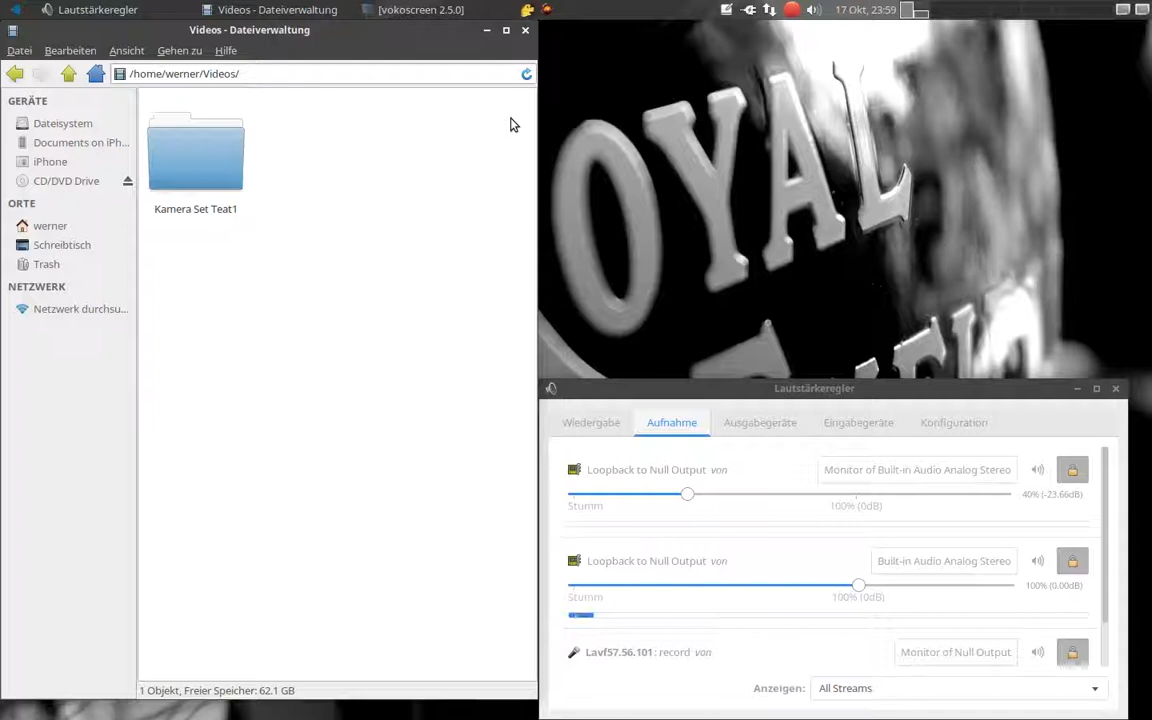 Lautstärkeregler
Videos - Dateiverwaltung
[vokoscreen 2.5.0]
17 Okt, 23:59
Videos - Dateiverwaltung
Datei Bearbeiten Ansicht Gehen zu Hilfe
/home/werner/Videos/
GERÄTE
Dateisystem
Documents on iPh...
iPhone
CD/DVD Drive
ORTE
werner
Schreibtisch
Trash
NETZWERK
Netzwerk durchsu...
Kamera Set Teat1
1 Objekt, Freier Speicher: 62.1 GB
OYAL
Lautstärkeregler
Wiedergabe Aufnahme Ausgabegeräte Eingabegeräte Konfiguration
Loopback to Null Output von Monitor of Built-in Audio Analog Stereo
40% (-23.66dB)
Stumm 100% (0dB)
Loopback to Null Output von Built-in Audio Analog Stereo
100% (0.00dB)
Stumm 100% (0dB)
Lavf57.56.101: record von Monitor of Null Output
Anzeigen: All Streams